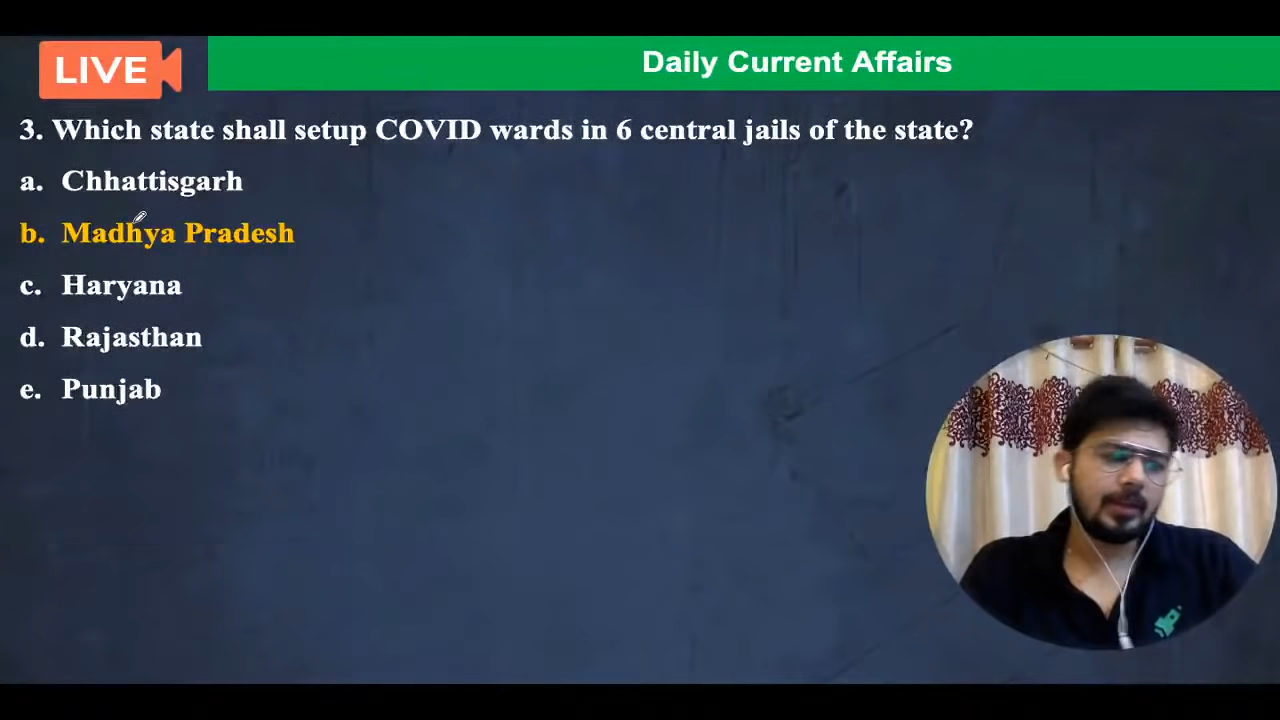 LIVE
Daily Current Affairs
3. Which state shall setup COVID wards in 6 central jails of the state?
a. Chhattisgarh
b. Madhya Pradesh
c. Haryana
d. Rajasthan
e. Punjab